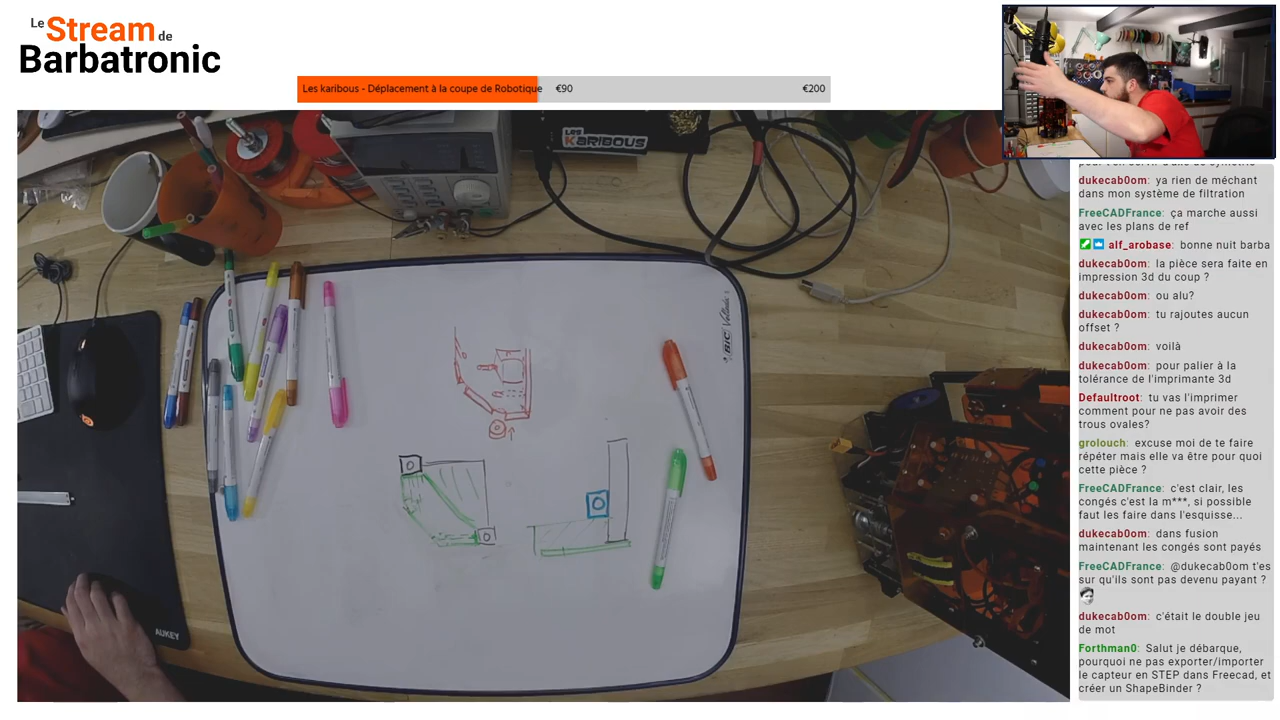 Le Stream de
Barbatronic
Les karibous - Déplacement à la coupe de Robotique €90 €200
LES
KARIBOUS
BIC Velleda
AUKEY
dukecab0om: ya rien de méchant
dans mon système de filtration
FreeCADFrance: ça marche aussi
avec les plans de ref
alf_arobase: bonne nuit barba
dukecab0om: la pièce sera faite en
impression 3d du coup ?
dukecab0om: ou alu?
dukecab0om: tu rajoutes aucun
offset ?
dukecab0om: voilà
dukecab0om: pour palier à la
tolérance de l'imprimante 3d
Defaultroot: tu vas l'imprimer
comment pour ne pas avoir des
trous ovales?
grolouch: excuse moi de te faire
répéter mais elle va être pour quoi
cette pièce ?
FreeCADFrance: c'est clair, les
congés c'est la m***, si possible
faut les faire dans l'esquisse...
dukecab0om: dans fusion
maintenant les congés sont payés
FreeCADFrance: @dukecab0om t'es
sur qu'ils sont pas devenu payant ?
dukecab0om: c'était le double jeu
de mot
Forthman0: Salut je débarque,
pourquoi ne pas exporter/importer
le capteur en STEP dans Freecad, et
créer un ShapeBinder ?